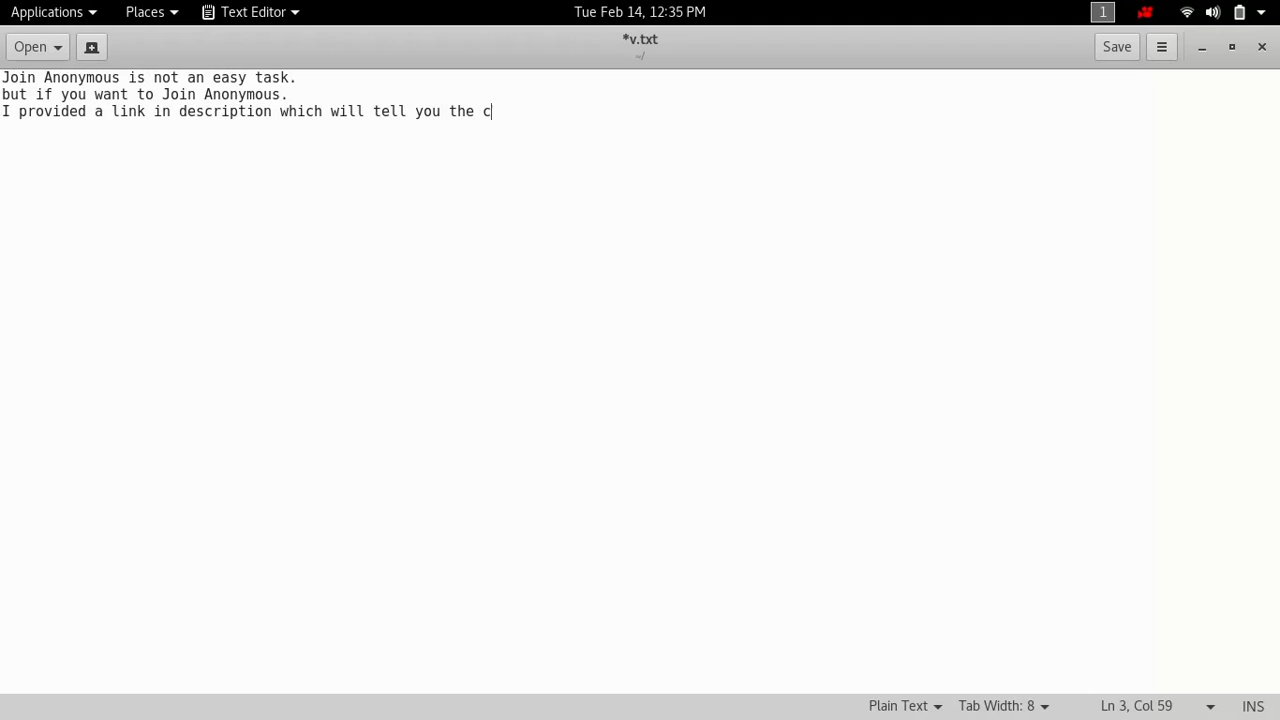 Applications Places Text Editor Tue Feb 14, 12:35 PM 1
Open *v.txt Save
~/
Join Anonymous is not an easy task.
but if you want to Join Anonymous.
I provided a link in description which will tell you the c
Plain Text Tab Width: 8 Ln 3, Col 59 INS